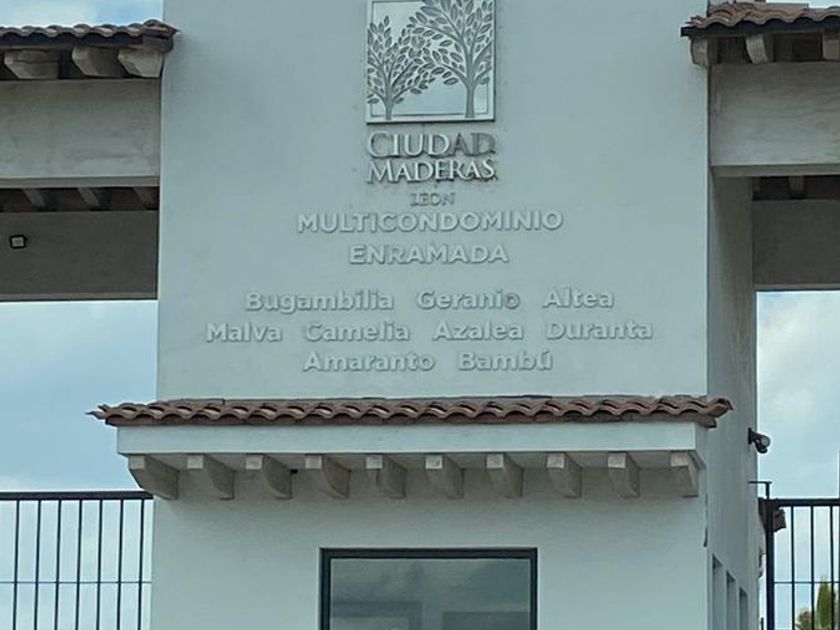 CIUDAD
MADERAS
LEÓN
MULTICONDOMINIO
ENRAMADA
Bugambilia Geranio Altea
Malva Camelia Azalea Duranta
Amaranto Bambú